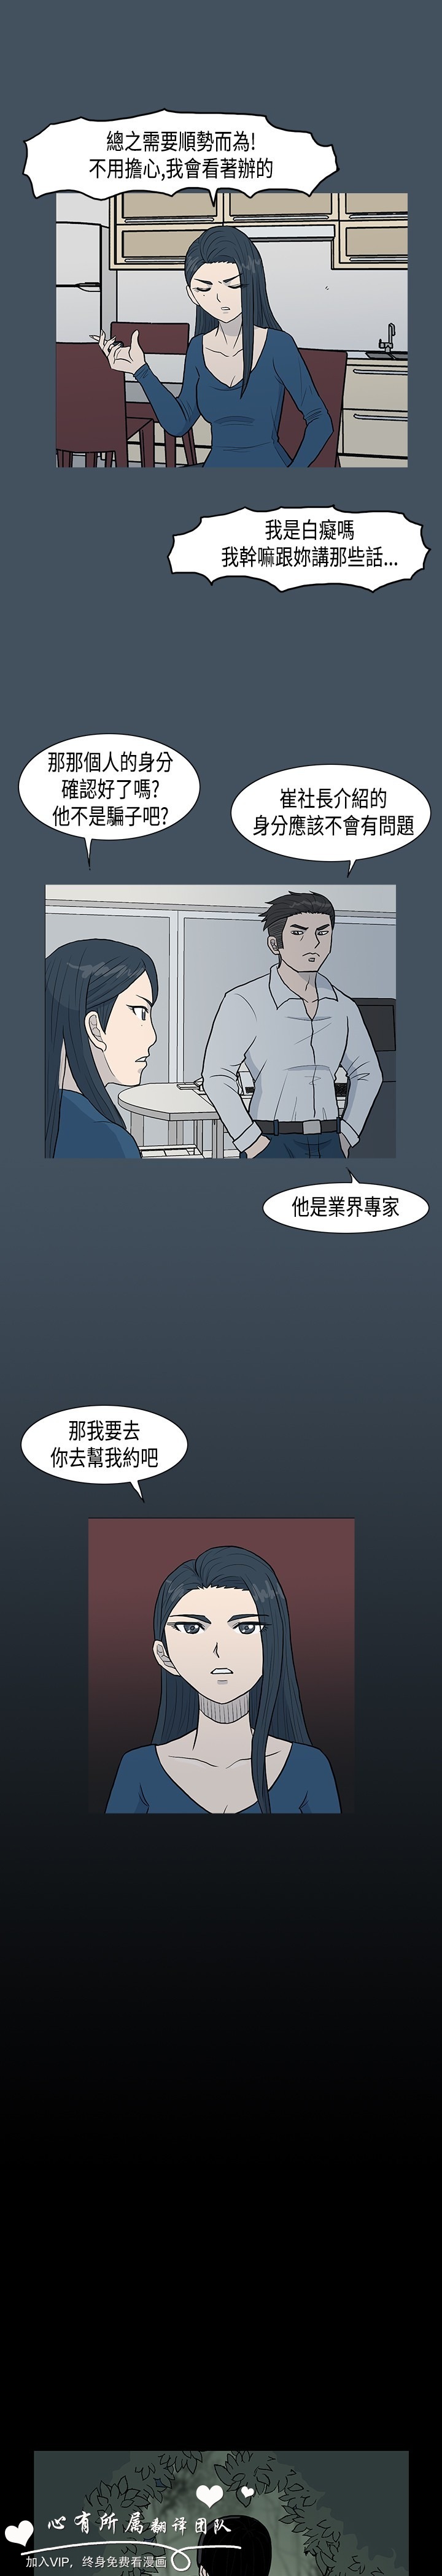 總之需要順勢而為!
不用擔心,我會看著辦的
我是白癡嗎
我幹嘛跟妳講那些話...
那那個人的身分
確認好了嗎?
他不是騙子吧?
崔社長介紹的
身分應該不會有問題
他是業界專家
那我要去
你去幫我約吧
心有所属翻译团队
加入VIP，终身免费看漫画